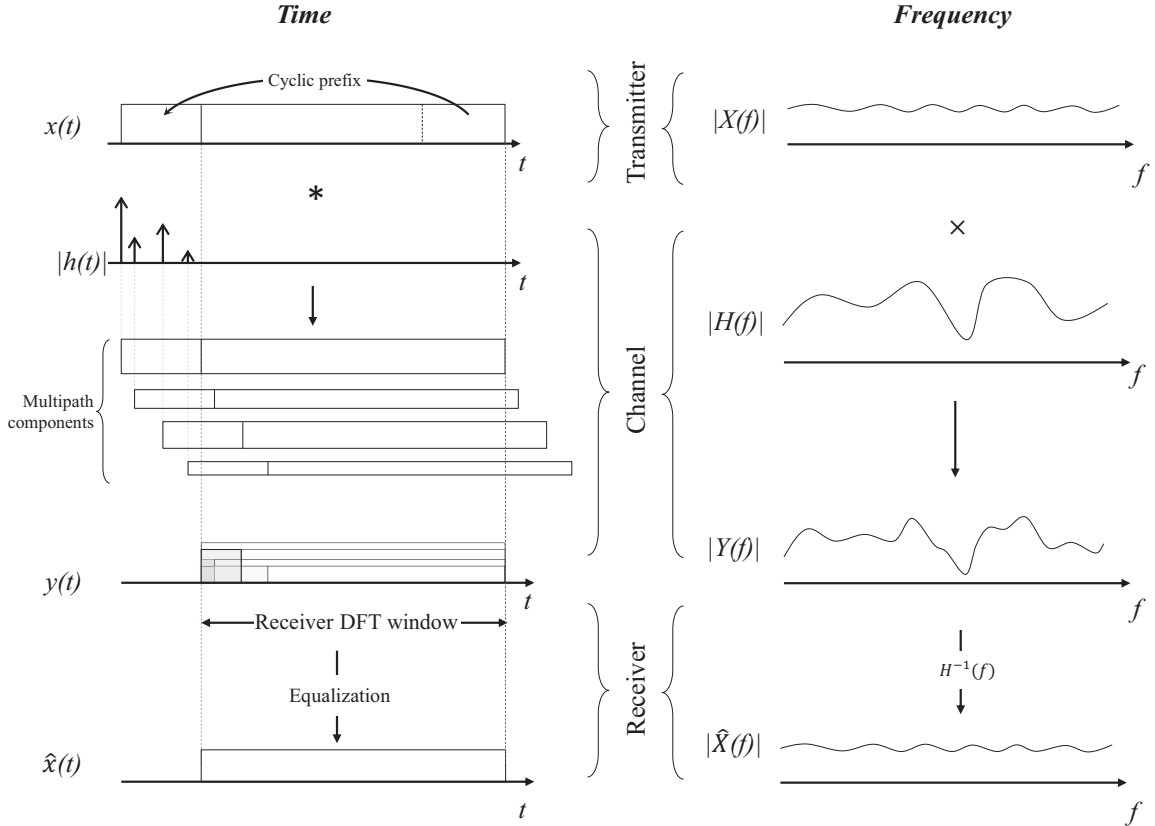 Time
Frequency
Cyclic prefix
x(t)
t
Transmitter
|X(f)|
f
*
×
|h(t)|
t
|H(f)|
f
Multipath
components
Channel
y(t)
t
|Y(f)|
f
Receiver DFT window
Equalization
Receiver
H⁻¹(f)
x̂(t)
t
|X̂(f)|
f